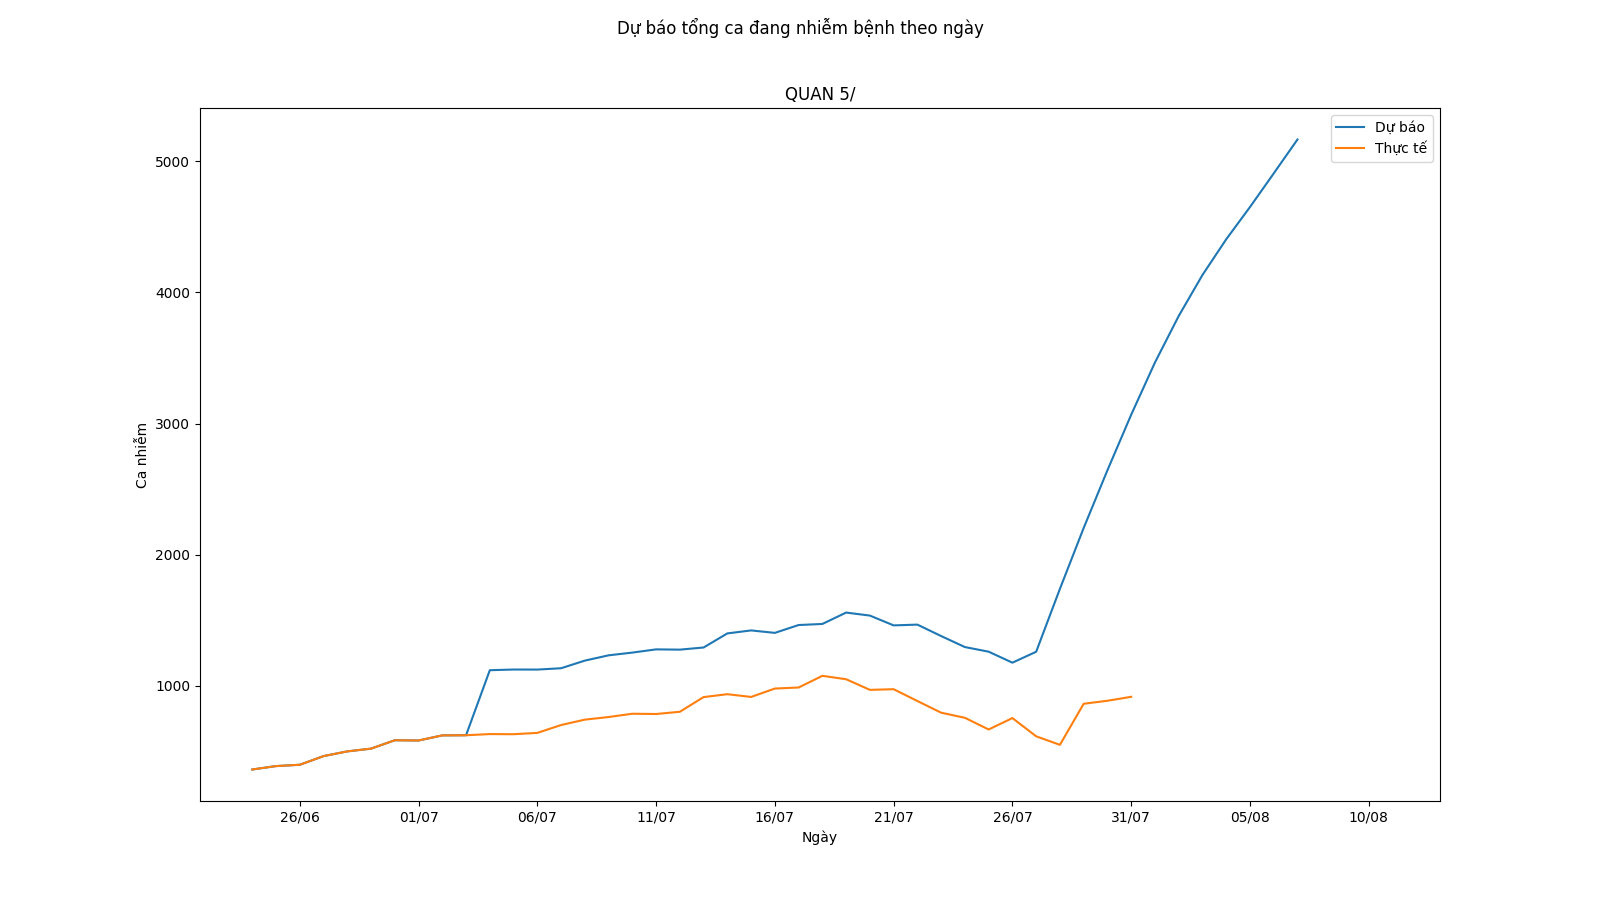 Dự báo tổng ca đang nhiễm bệnh theo ngày
QUAN 5/
Dự báo
Thực tế
5000
4000
3000
2000
1000
Ca nhiễm
26/06 01/07 06/07 11/07 16/07 21/07 26/07 31/07 05/08 10/08
Ngày